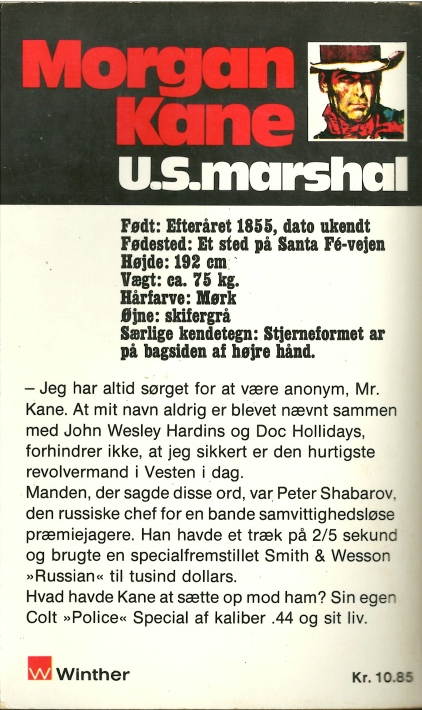 Morgan
Kane
U.S.marshal
Født: Efteråret 1855, dato ukendt
Fødested: Et sted på Santa Fé-vejen
Højde: 192 cm
Vægt: ca. 75 kg.
Hårfarve: Mørk
Øjne: skifergrå
Særlige kendetegn: Stjerneformet ar
på bagsiden af højre hånd.
– Jeg har altid sørget for at være anonym, Mr.
Kane. At mit navn aldrig er blevet nævnt sammen
med John Wesley Hardins og Doc Hollidays,
forhindrer ikke, at jeg sikkert er den hurtigste
revolvermand i Vesten i dag.
Manden, der sagde disse ord, var Peter Shabarov,
den russiske chef for en bande samvittighedsløse
præmiejagere. Han havde et træk på 2/5 sekund
og brugte en specialfremstillet Smith & Wesson
»Russian« til tusind dollars.
Hvad havde Kane at sætte op mod ham? Sin egen
Colt »Police« Special af kaliber .44 og sit liv.
W Winther
Kr. 10.85